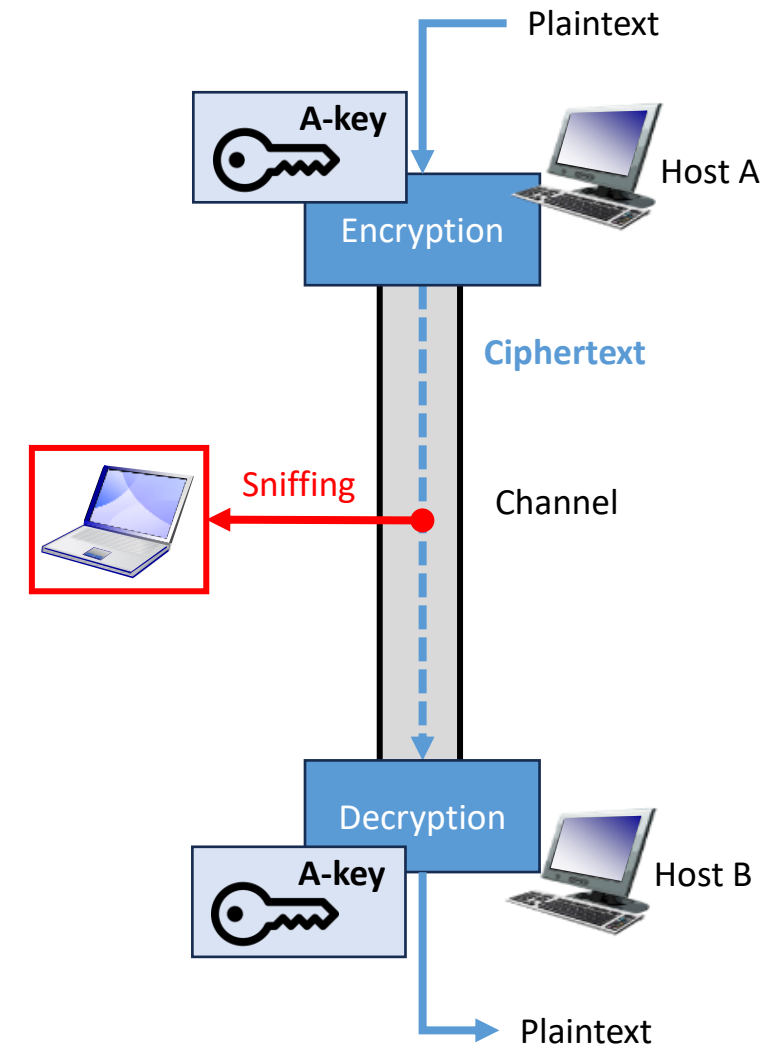 Plaintext
A-key
Host A
Encryption
Ciphertext
Sniffing
Channel
Decryption
A-key
Host B
Plaintext